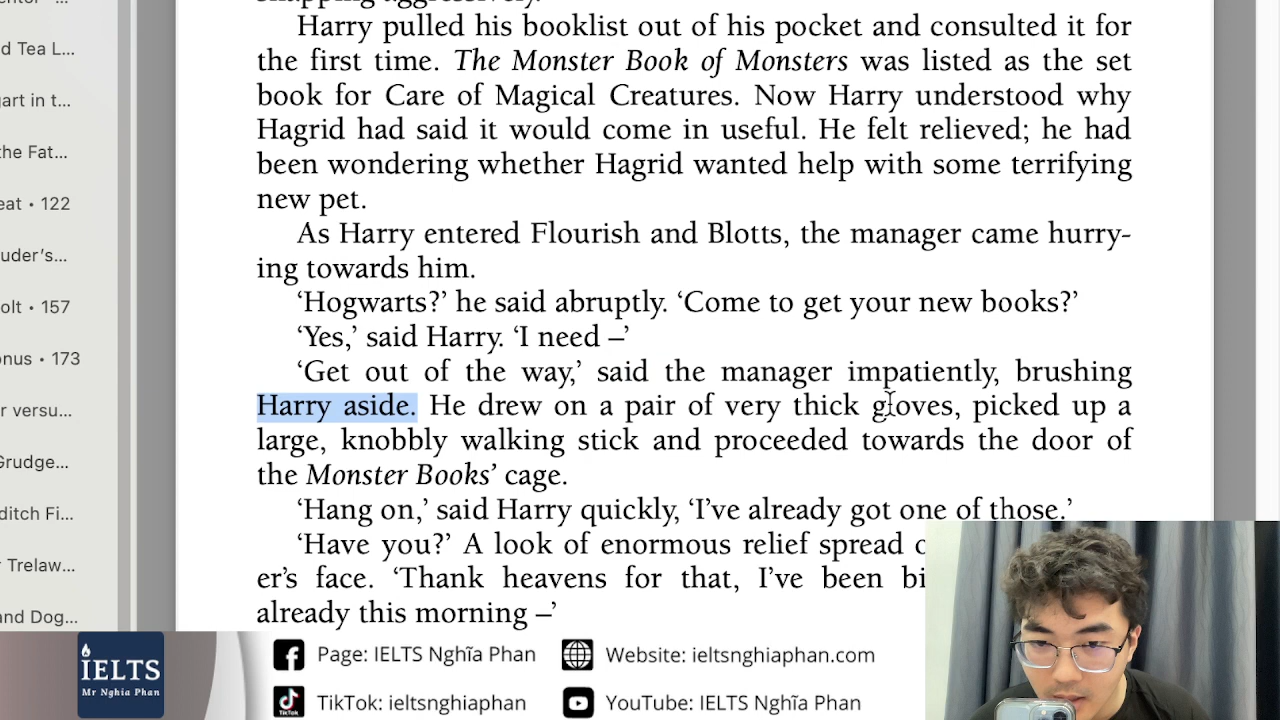 d Tea L...
gart in t...
the Fat...
eat • 122
uder's...
olt • 157
onus • 173
r versu...
Grudge...
ditch Fi...
r Trelaw...
and Dog...
Harry pulled his booklist out of his pocket and consulted it for
the first time. The Monster Book of Monsters was listed as the set
book for Care of Magical Creatures. Now Harry understood why
Hagrid had said it would come in useful. He felt relieved; he had
been wondering whether Hagrid wanted help with some terrifying
new pet.
As Harry entered Flourish and Blotts, the manager came hurry-
ing towards him.
‘Hogwarts?’ he said abruptly. ‘Come to get your new books?’
‘Yes,’ said Harry. ‘I need –’
‘Get out of the way,’ said the manager impatiently, brushing
Harry aside. He drew on a pair of very thick gloves, picked up a
large, knobbly walking stick and proceeded towards the door of
the Monster Books’ cage.
‘Hang on,’ said Harry quickly, ‘I’ve already got one of those.’
‘Have you?’ A look of enormous relief spread
er’s face. ‘Thank heavens for that, I’ve been
already this morning –’
IELTS
Mr Nghia Phan
Page: IELTS Nghĩa Phan
Website: ieltsnghiaphan.com
TikTok
TikTok: ieltsnghiaphan
YouTube: IELTS Nghĩa Phan